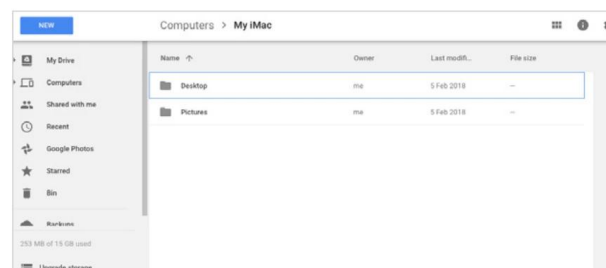 NEW
Computers > My iMac
My Drive
Computers
Shared with me
Recent
Google Photos
Starred
Bin
Backups
253 MB of 15 GB used
Upgrade storage
Name ↑ Owner Last modifi... File size
Desktop me 5 Feb 2018 —
Pictures me 5 Feb 2018 —